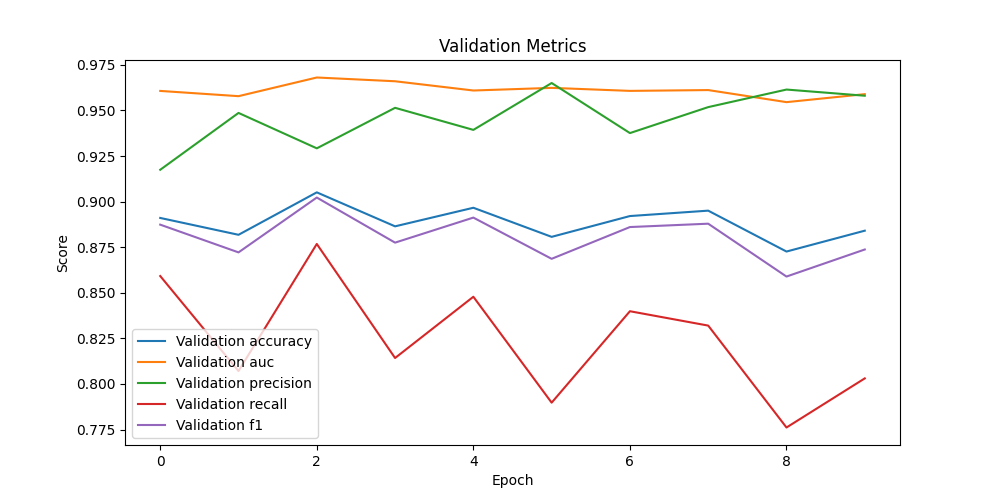 Validation Metrics
0.975
0.950
0.925
0.900
0.875
0.850
0.825
0.800
0.775
Score
Validation accuracy
Validation auc
Validation precision
Validation recall
Validation f1
0 2 4 6 8
Epoch